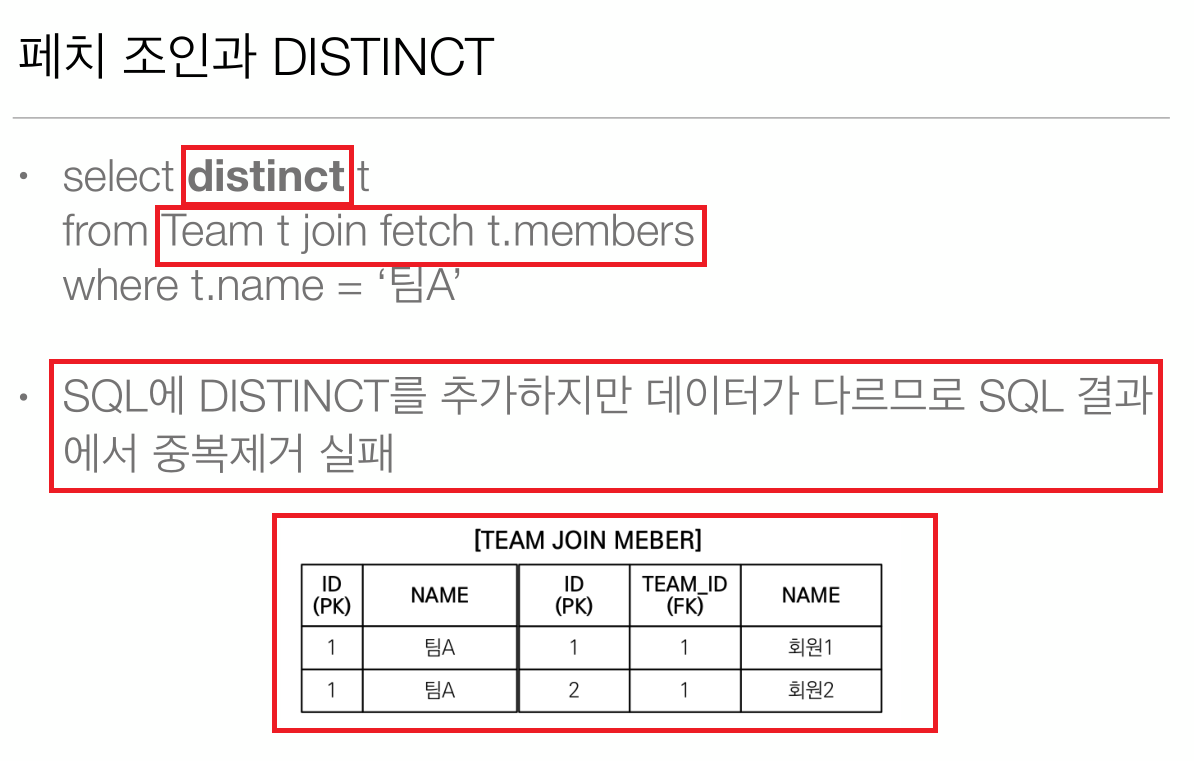 페치 조인과 DISTINCT
• select distinct t
from Team t join fetch t.members
where t.name = ‘팀A’
• SQL에 DISTINCT를 추가하지만 데이터가 다르므로 SQL 결과
에서 중복제거 실패
[TEAM JOIN MEBER]
ID (PK) NAME ID (PK) TEAM_ID (FK) NAME
1 팀A 1 1 회원1
1 팀A 2 1 회원2